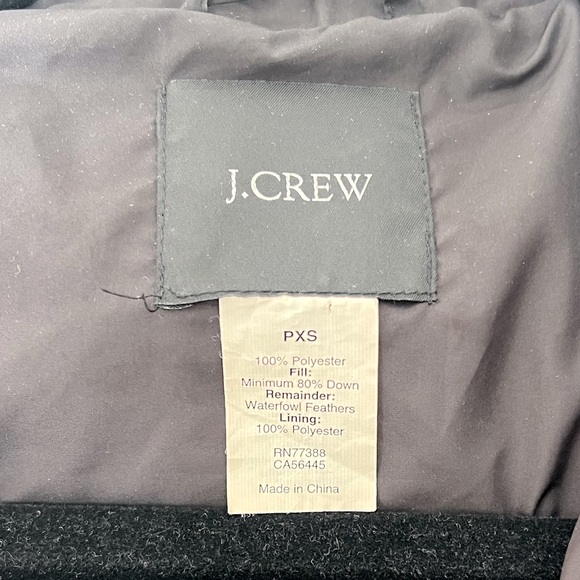 J.CREW
PXS
100% Polyester
Fill:
Minimum 80% Down
Remainder:
Waterfowl Feathers
Lining:
100% Polyester
RN77388
CA56445
Made in China